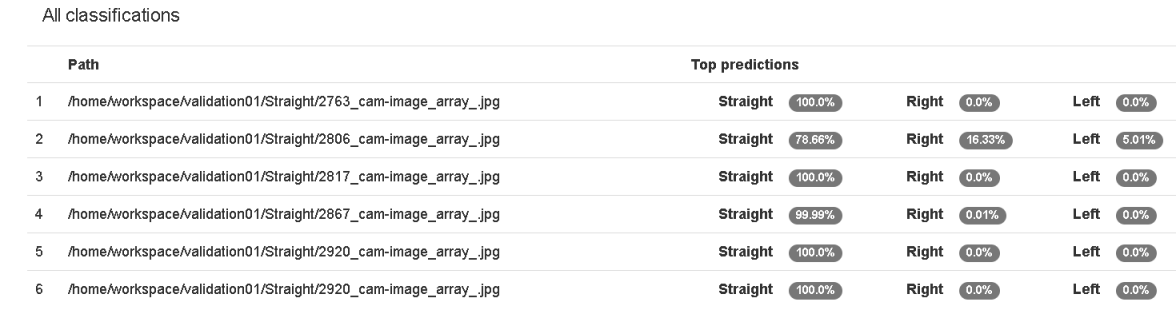 All classifications
Path Top predictions
1 /home/workspace/validation01/Straight/2763_cam-image_array_.jpg Straight 100.0% Right 0.0% Left 0.0%
2 /home/workspace/validation01/Straight/2806_cam-image_array_.jpg Straight 78.66% Right 16.33% Left 5.01%
3 /home/workspace/validation01/Straight/2817_cam-image_array_.jpg Straight 100.0% Right 0.0% Left 0.0%
4 /home/workspace/validation01/Straight/2867_cam-image_array_.jpg Straight 99.99% Right 0.01% Left 0.0%
5 /home/workspace/validation01/Straight/2920_cam-image_array_.jpg Straight 100.0% Right 0.0% Left 0.0%
6 /home/workspace/validation01/Straight/2920_cam-image_array_.jpg Straight 100.0% Right 0.0% Left 0.0%